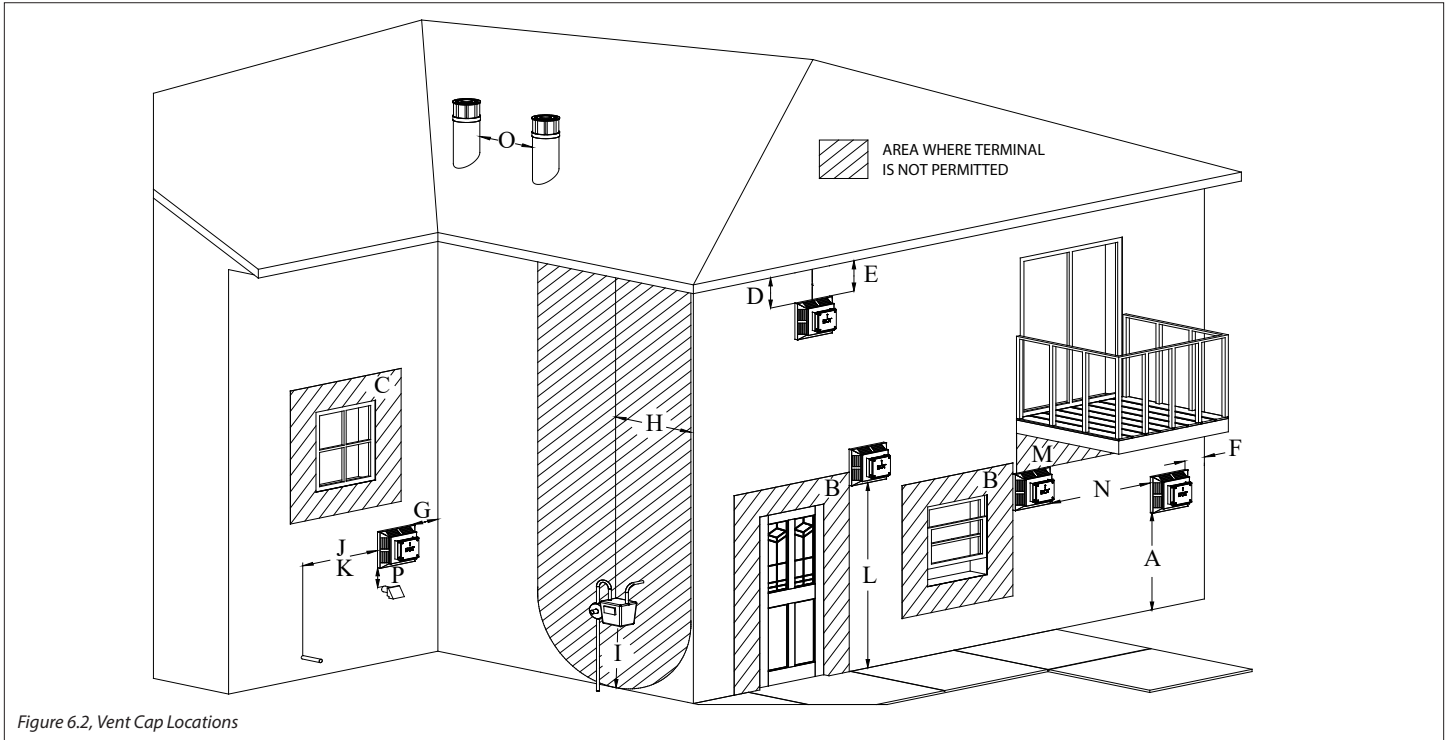 O
AREA WHERE TERMINAL
IS NOT PERMITTED
D
E
C
H
B
B
M
F
N
G
J
K
P
L
A
I
Figure 6.2, Vent Cap Locations